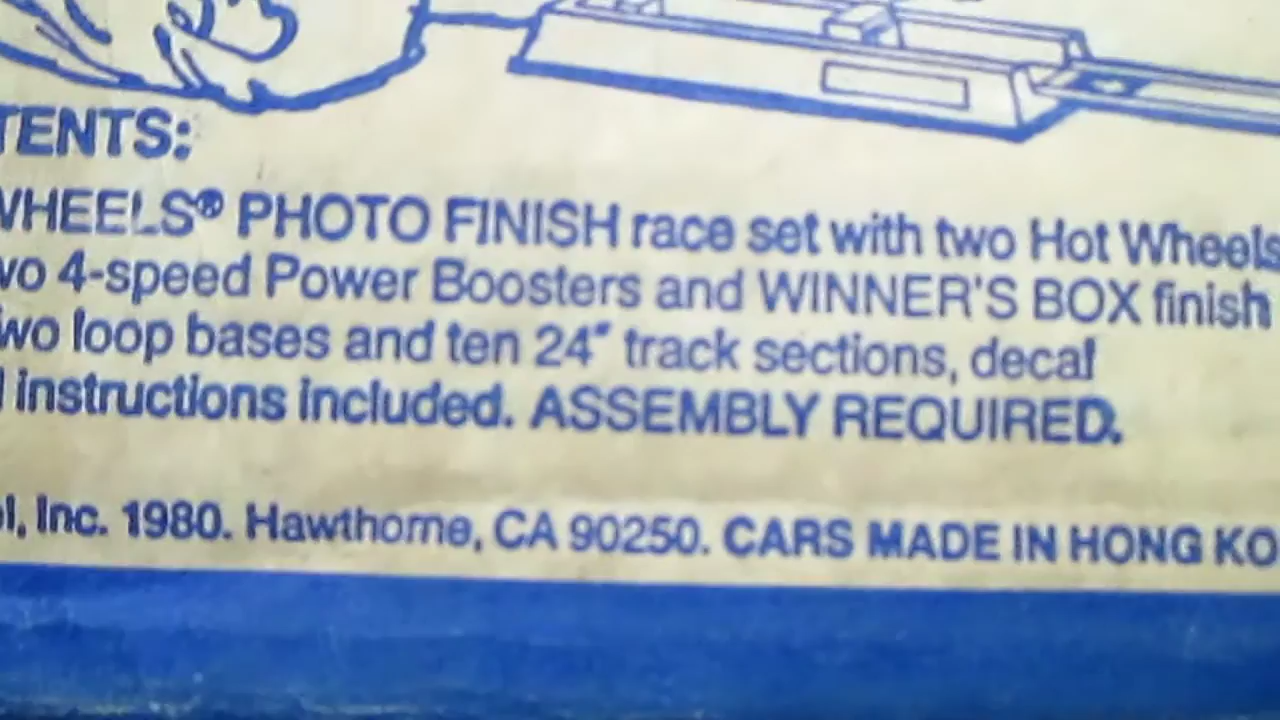 TENTS:
WHEELS® PHOTO FINISH race set with two Hot Wheels
wo 4-speed Power Boosters and WINNER'S BOX finish
wo loop bases and ten 24" track sections, decal
instructions included. ASSEMBLY REQUIRED.
l, Inc. 1980. Hawthorne, CA 90250. CARS MADE IN HONG KO